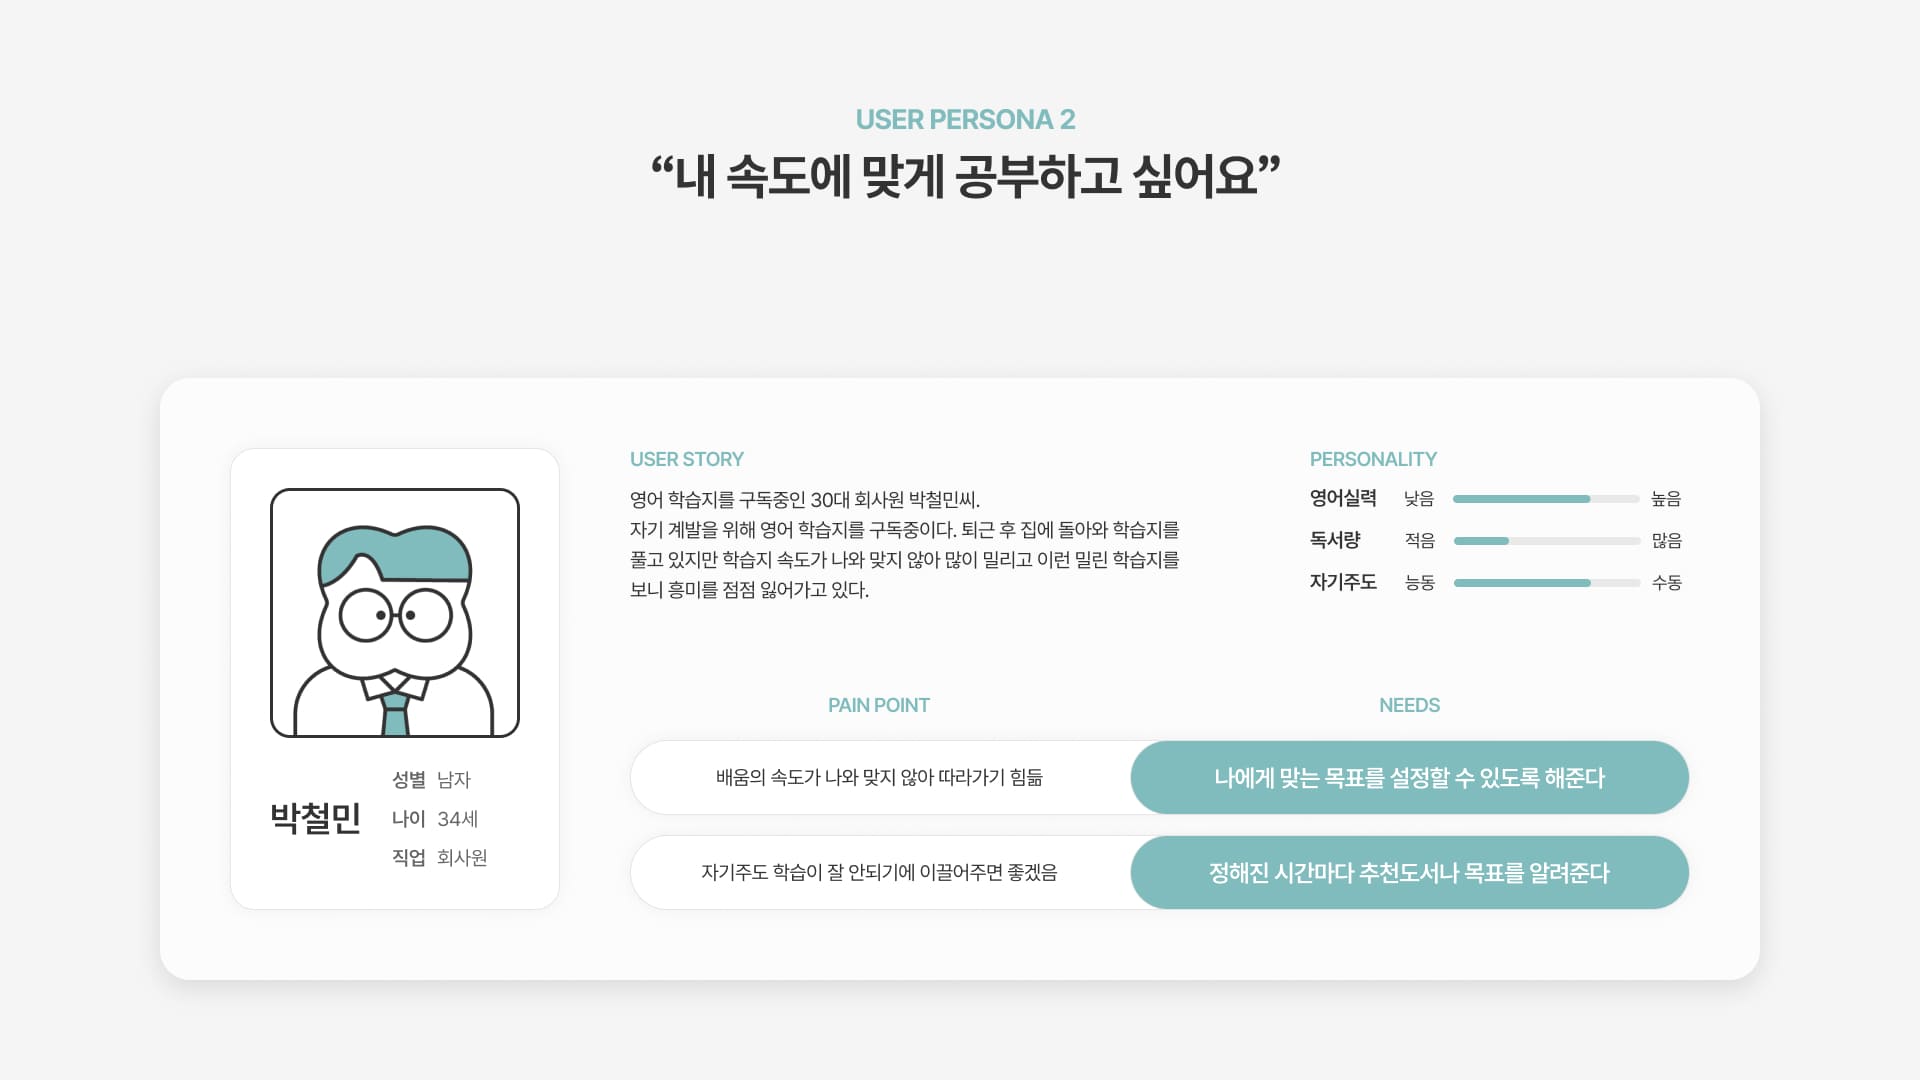 USER PERSONA 2
“내 속도에 맞게 공부하고 싶어요”
박철민
성별 남자
나이 34세
직업 회사원
USER STORY
영어 학습지를 구독중인 30대 회사원 박철민씨.
자기 계발을 위해 영어 학습지를 구독중이다. 퇴근 후 집에 돌아와 학습지를
풀고 있지만 학습지 속도가 나와 맞지 않아 많이 밀리고 이런 밀린 학습지를
보니 흥미를 점점 잃어가고 있다.
PERSONALITY
영어실력 낮음 높음
독서량 적음 많음
자기주도 능동 수동
PAIN POINT
NEEDS
배움의 속도가 나와 맞지 않아 따라가기 힘듦
나에게 맞는 목표를 설정할 수 있도록 해준다
자기주도 학습이 잘 안되기에 이끌어주면 좋겠음
정해진 시간마다 추천도서나 목표를 알려준다